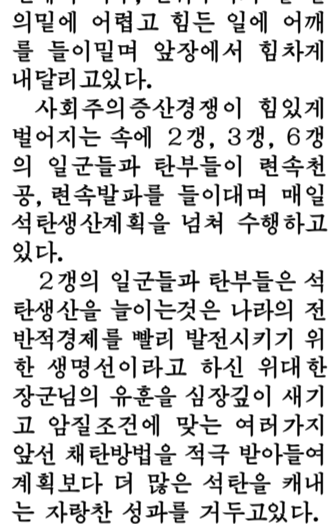 의밑에 어렵고 힘든 일에 어깨
를 들이밀며 앞장에서 힘차게
내달리고있다.
사회주의증산경쟁이 힘있게
벌어지는 속에 2갱, 3갱, 6갱
의 일군들과 탄부들이 련속천
공, 련속발파를 들이대며 매일
석탄생산계획을 넘쳐 수행하고
있다.
2갱의 일군들과 탄부들은 석
탄생산을 늘이는것은 나라의 전
반적경제를 빨리 발전시키기 위
한 생명선이라고 하신 위대한
장군님의 유훈을 심장깊이 새기
고 암질조건에 맞는 여러가지
앞선 채탄방법을 적극 받아들여
계획보다 더 많은 석탄을 캐내
는 자랑찬 성과를 거두고있다.